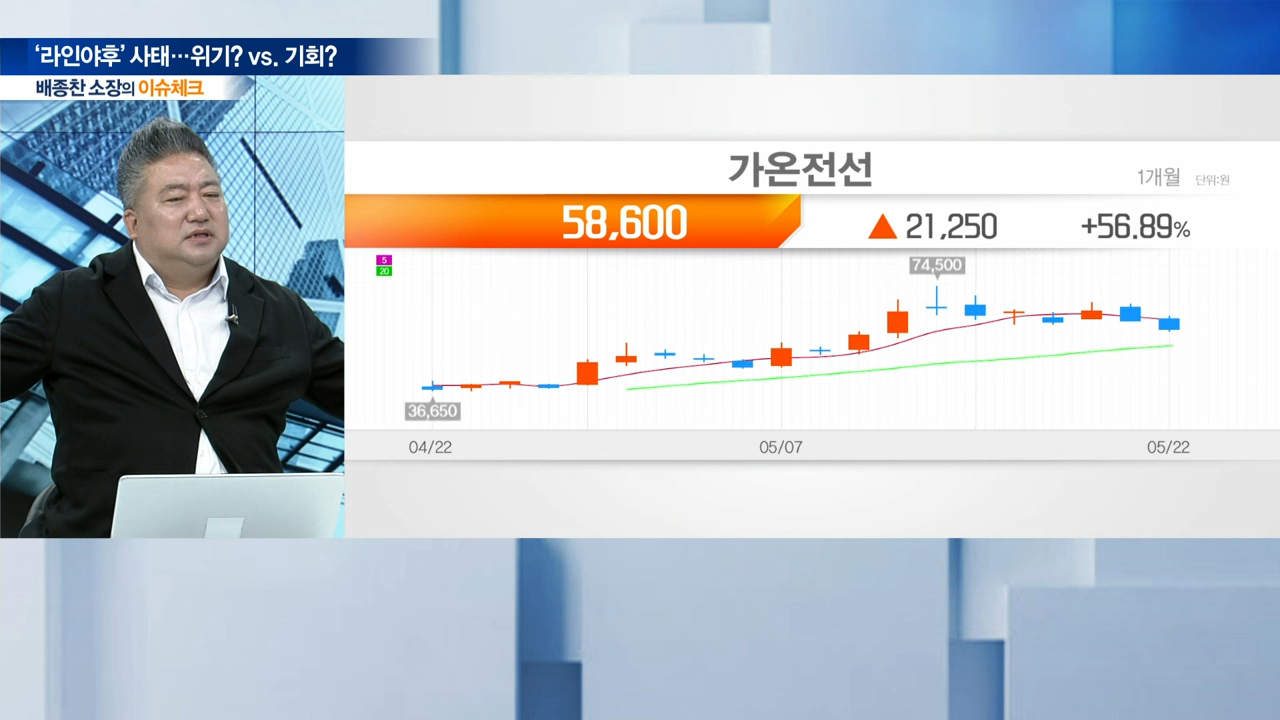 ‘라인야후’ 사태…위기? vs. 기회?
배종찬 소장의 이슈체크
가온전선
1개월 단위:원
58,600 ▲ 21,250 +56.89%
5
20
74,500
36,650
04/22 05/07 05/22